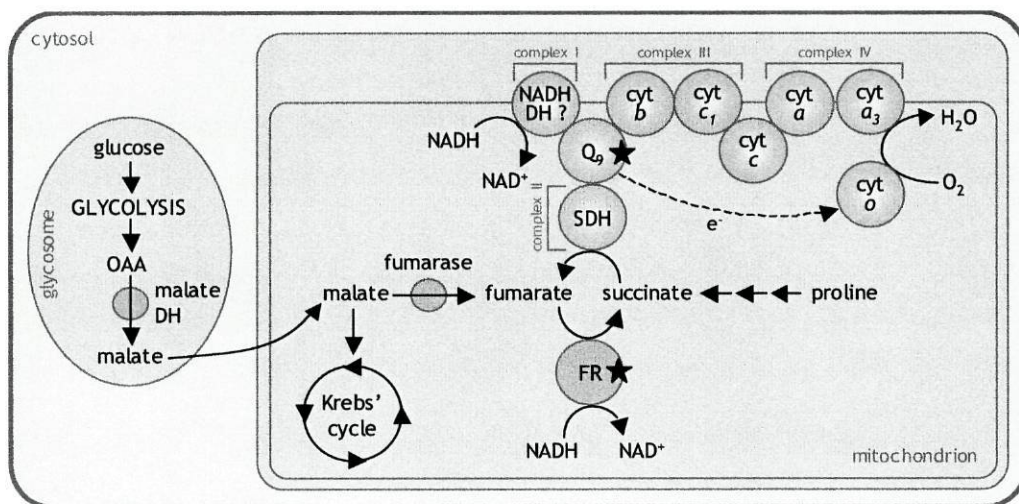 cytosol
complex I
complex III
complex IV
NADH
DH ?
cyt
b
cyt
c1
cyt
a
cyt
a3
H2O
NADH
NAD+
Q9
cyt
c
cyt
o
O2
glucose
GLYCOLYSIS
OAA
malate
DH
malate
glycosome
complex II
SDH
e-
fumarase
malate
fumarate
succinate
proline
Krebs'
cycle
FR
NADH
NAD+
mitochondrion